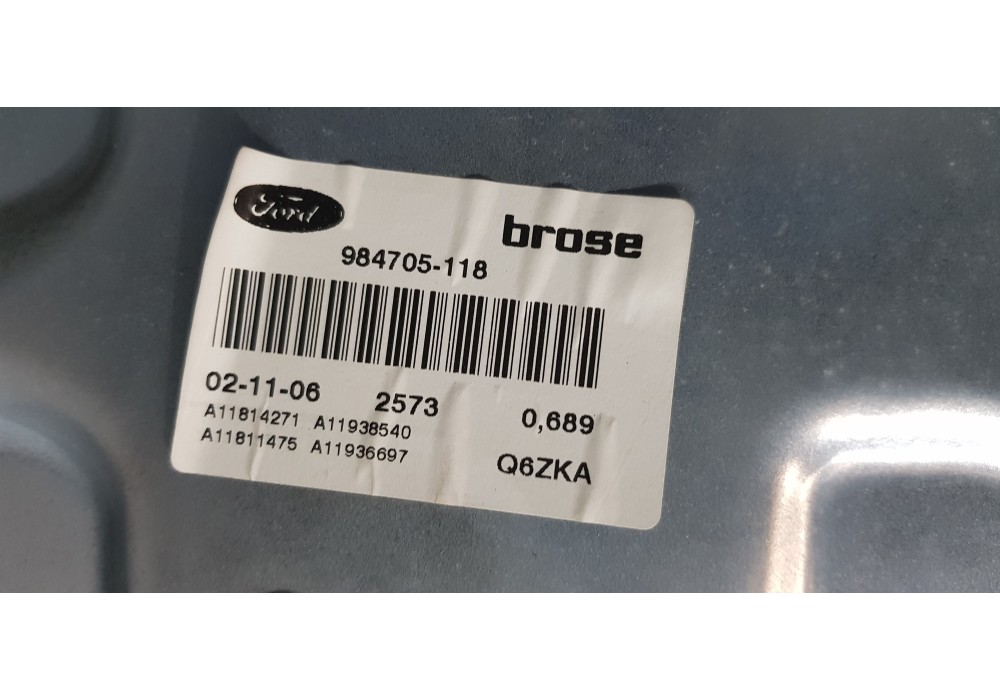 Ford
brose
984705-118
02-11-06 2573 0,689
A11814271 A11938540
A11811475 A11936697
Q6ZKA